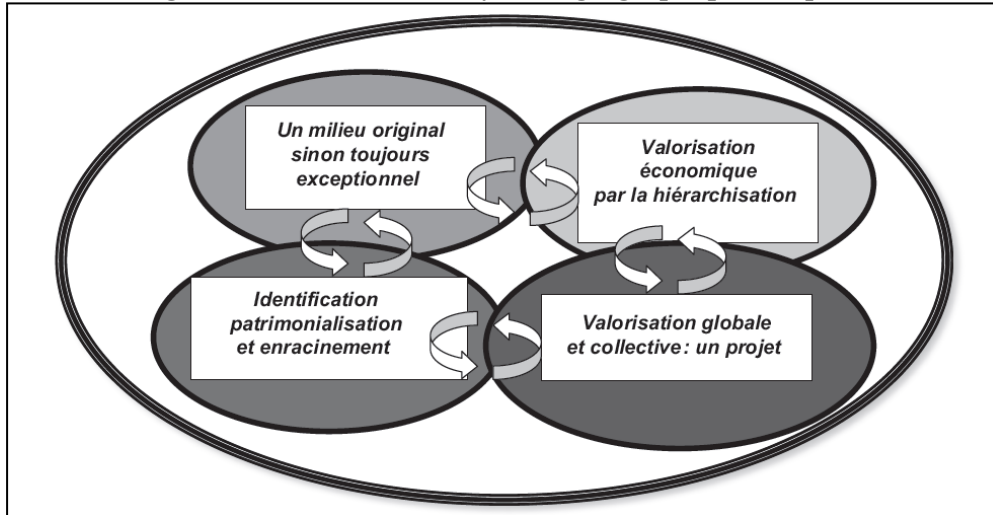 Un milieu original
sinon toujours
exceptionnel
Valorisation
économique
par la hiérarchisation
Identification
patrimonialisation
et enracinement
Valorisation globale
et collective : un projet